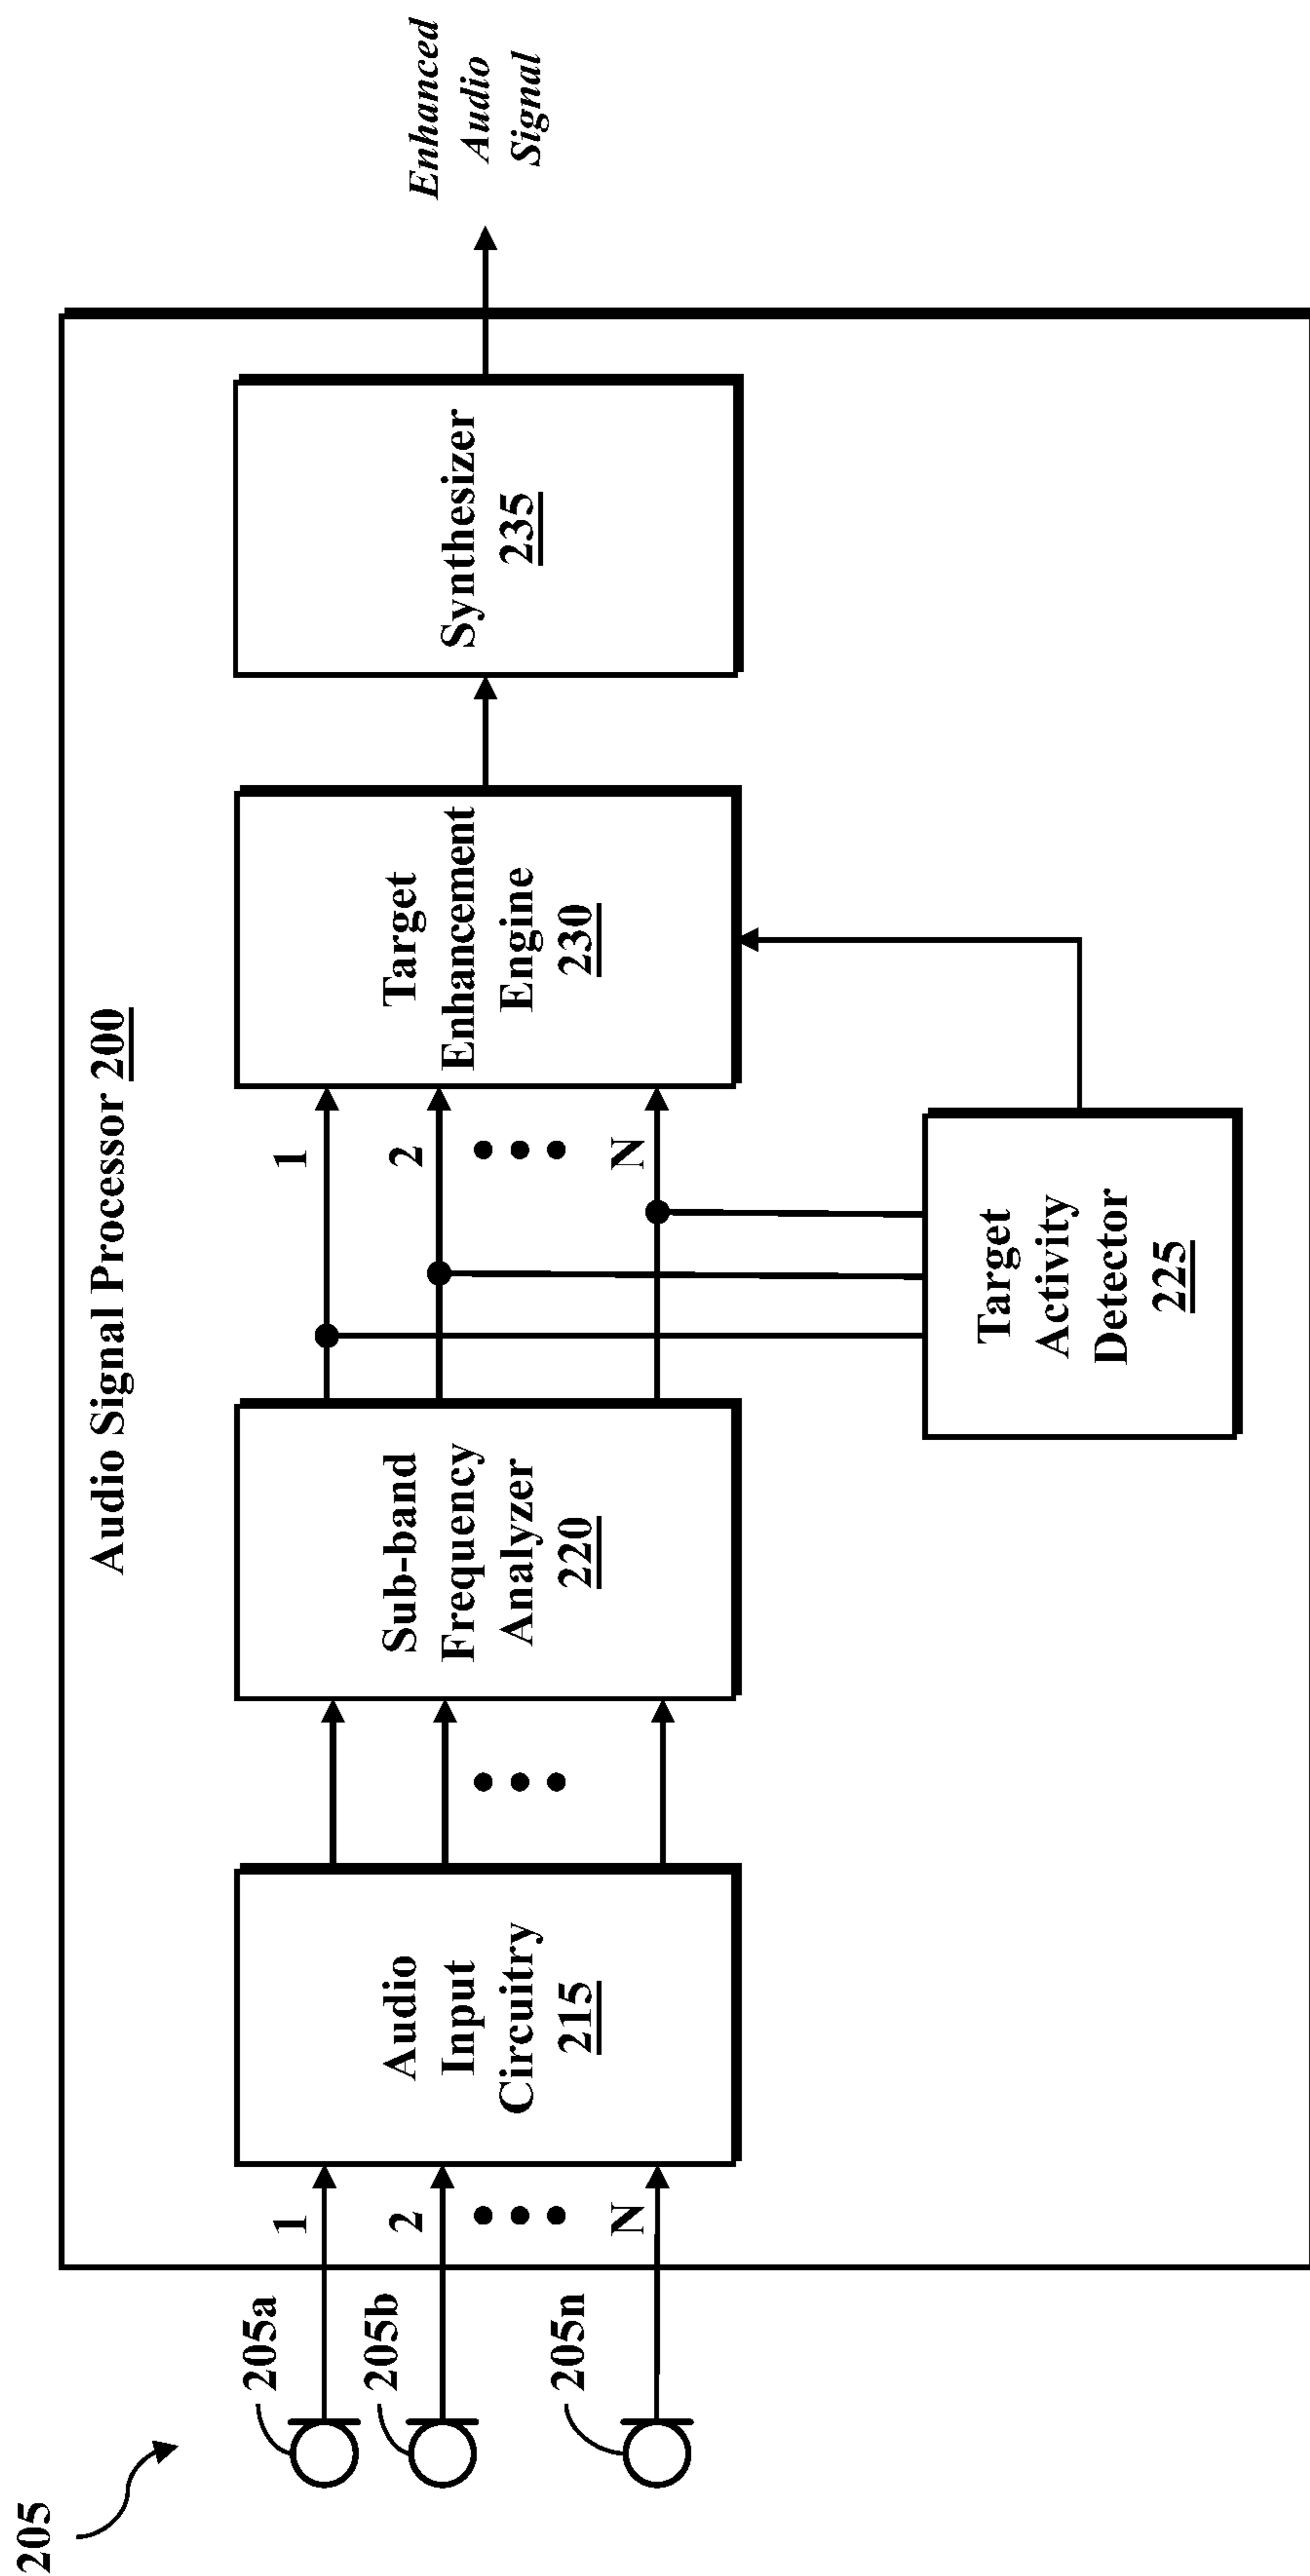 Audio Signal Processor 200
205
205a
205b
205n
1
2
N
Audio
Input
Circuitry
215
Sub-band
Frequency
Analyzer
220
1
2
N
Target
Enhancement
Engine
230
Synthesizer
235
Enhanced
Audio
Signal
Target
Activity
Detector
225